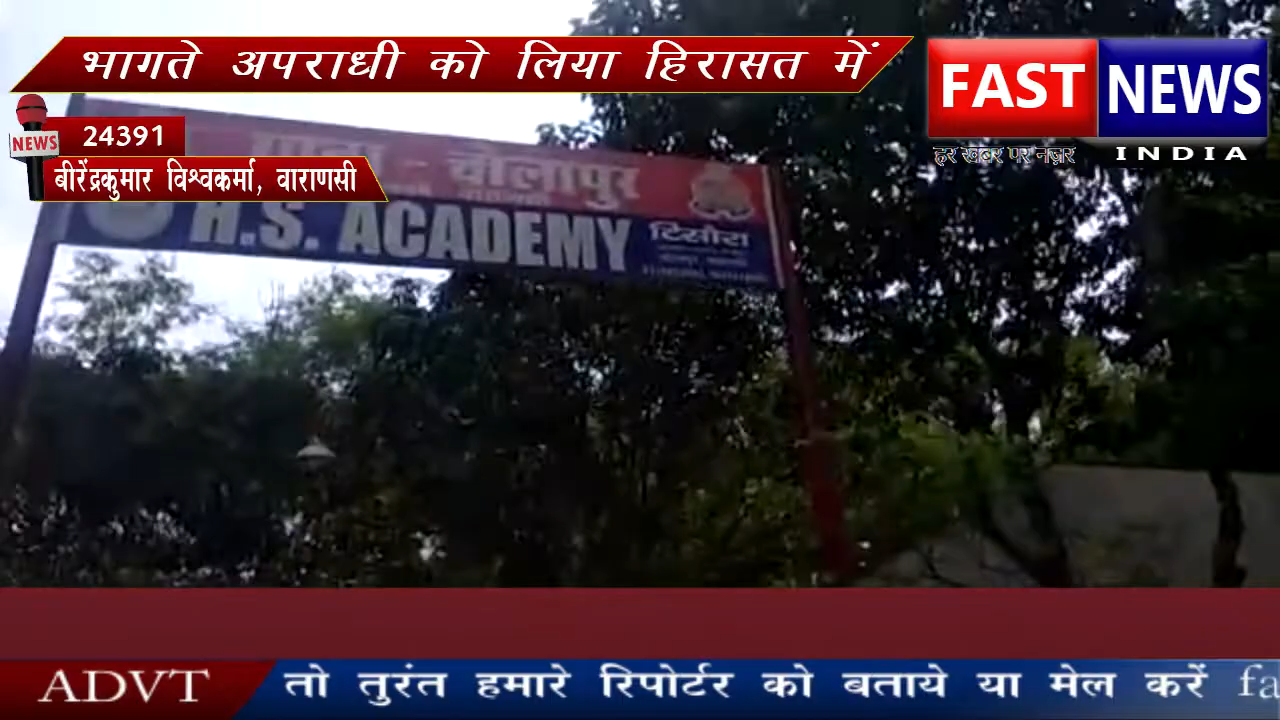 भागते अपराधी को लिया हिरासत में
FAST NEWS
हर खबर पर नज़र INDIA
NEWS 24391
बीरेंद्रकुमार विश्वकर्मा, वाराणसी
थाना - चोलापुर
H.S. ACADEMY टिसौरा
ADVT तो तुरंत हमारे रिपोर्टर को बताये या मेल करें fa